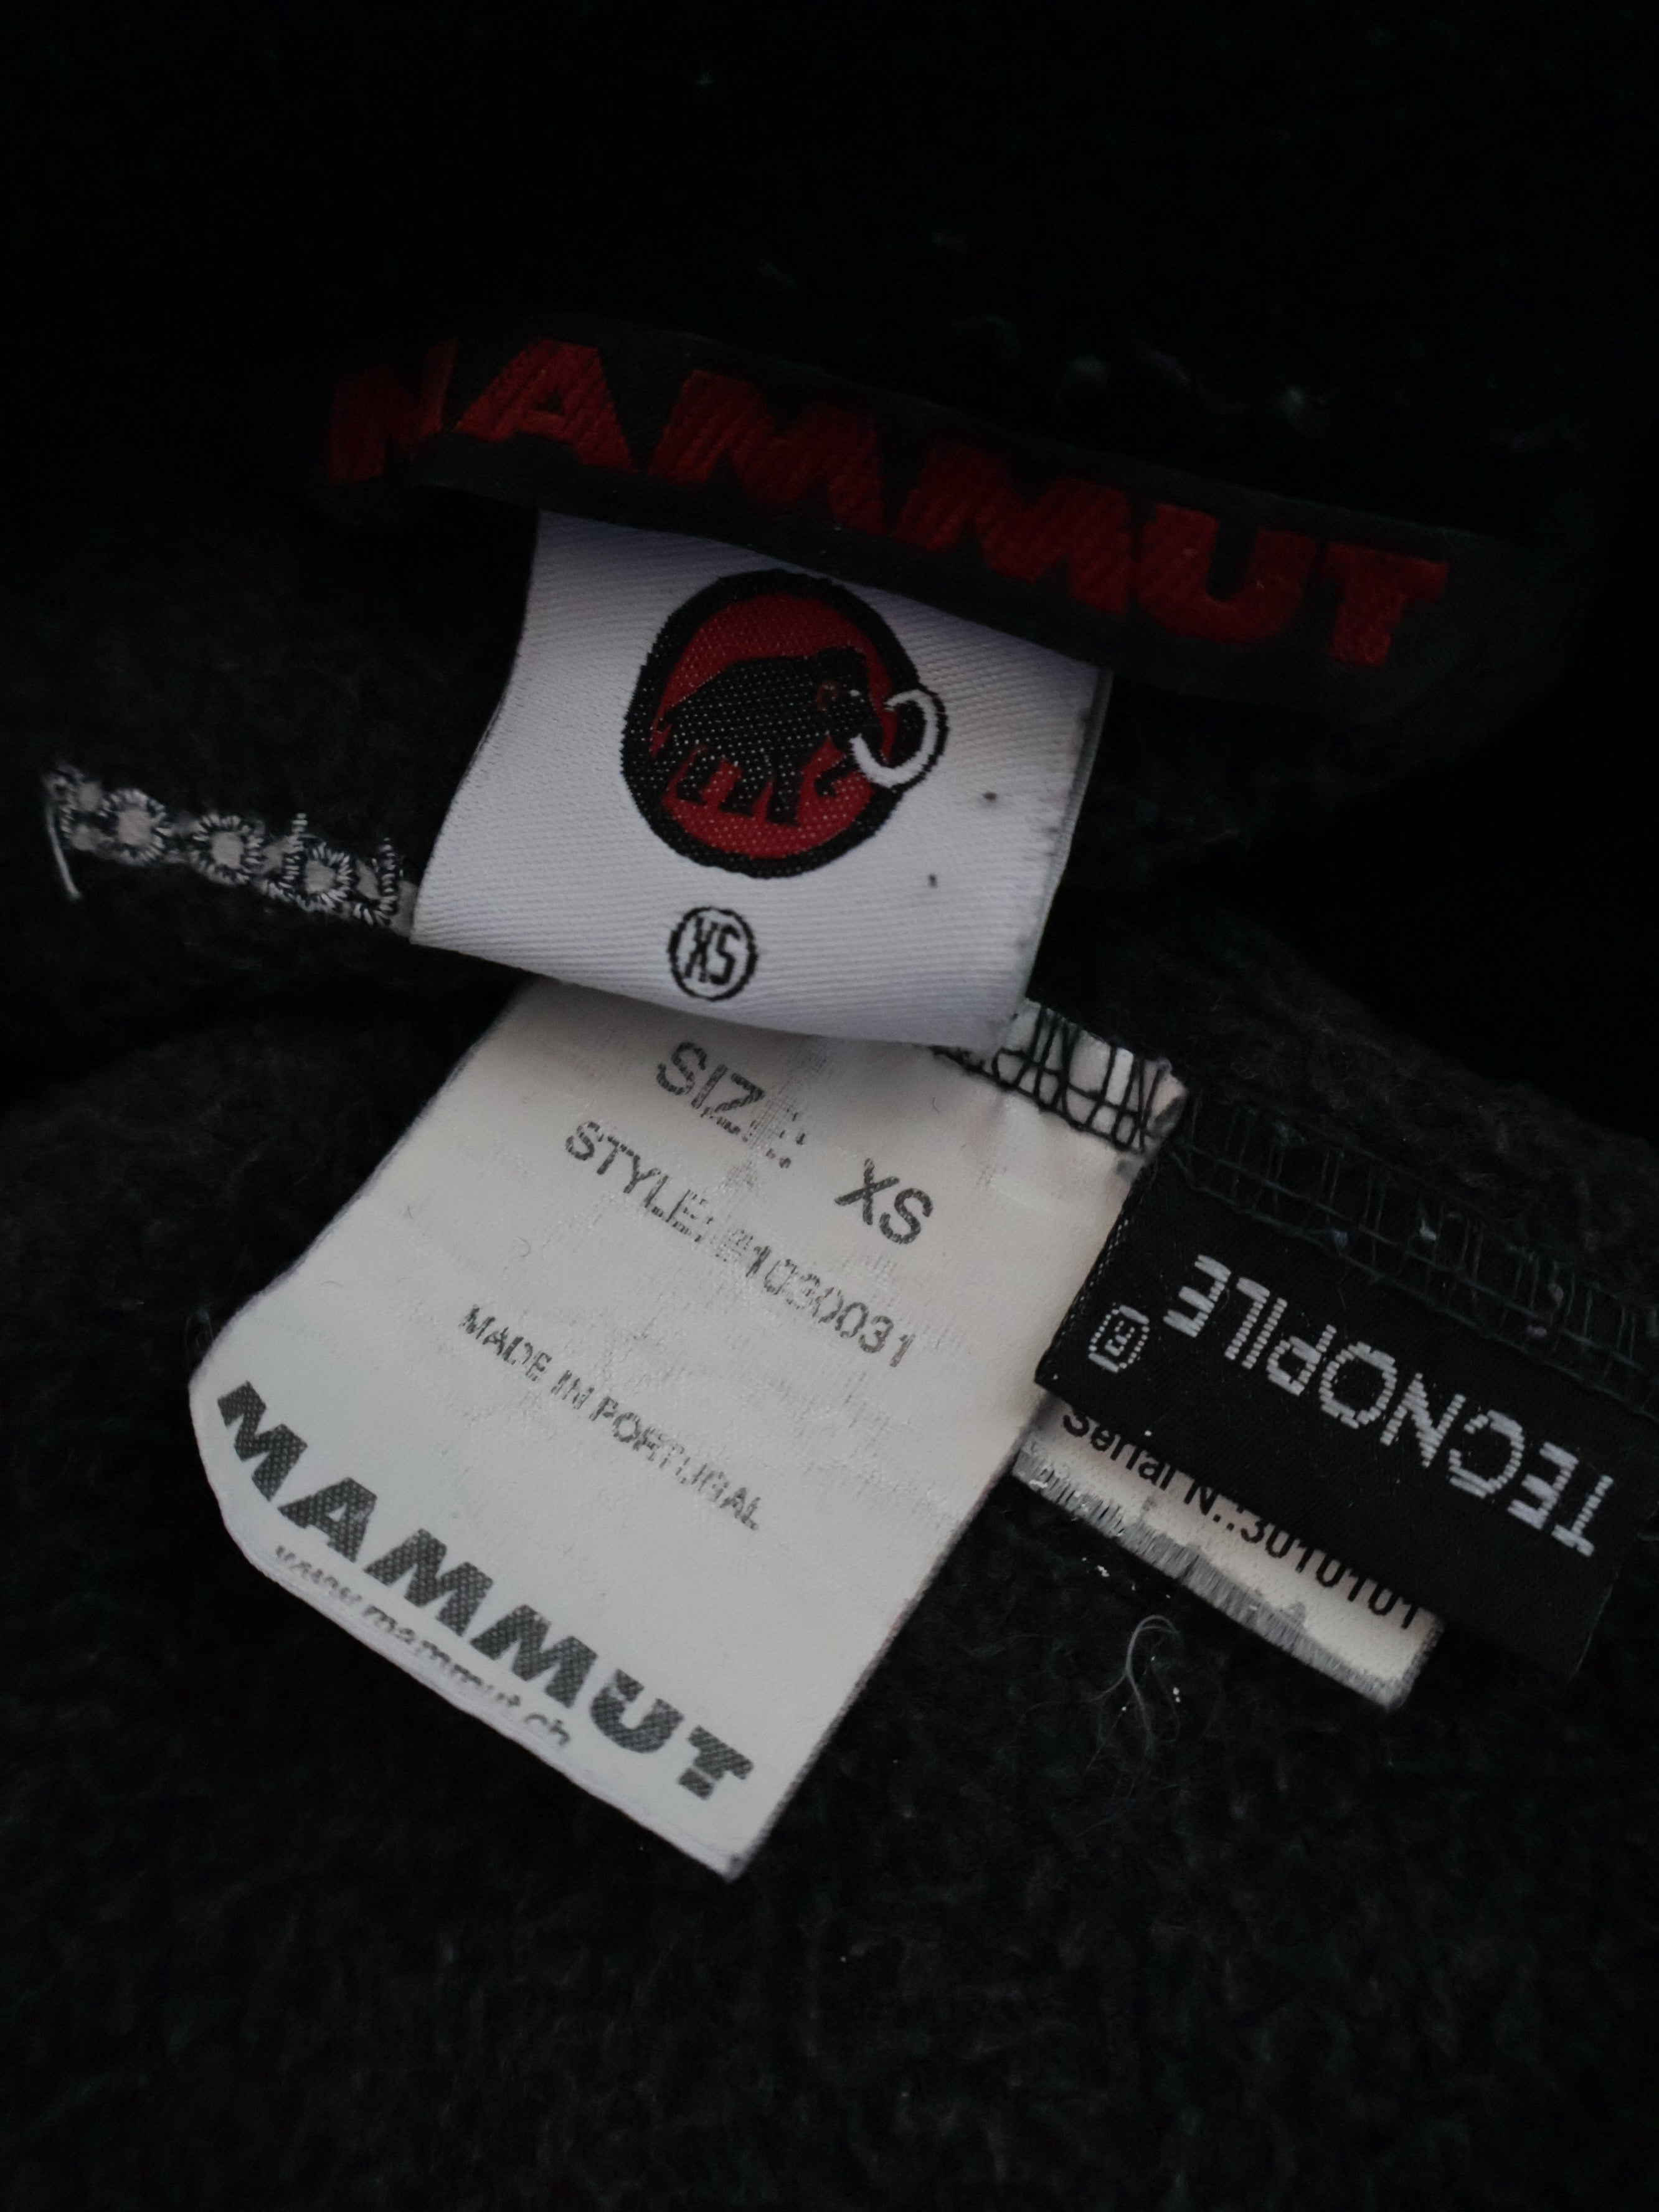 MAMMUT
XS
SIZE: XS
STYLE: #1030031
MADE IN PORTUGAL
MAMMUT
www.mammut.ch
TECNOPILE®
Serial N.:3010101